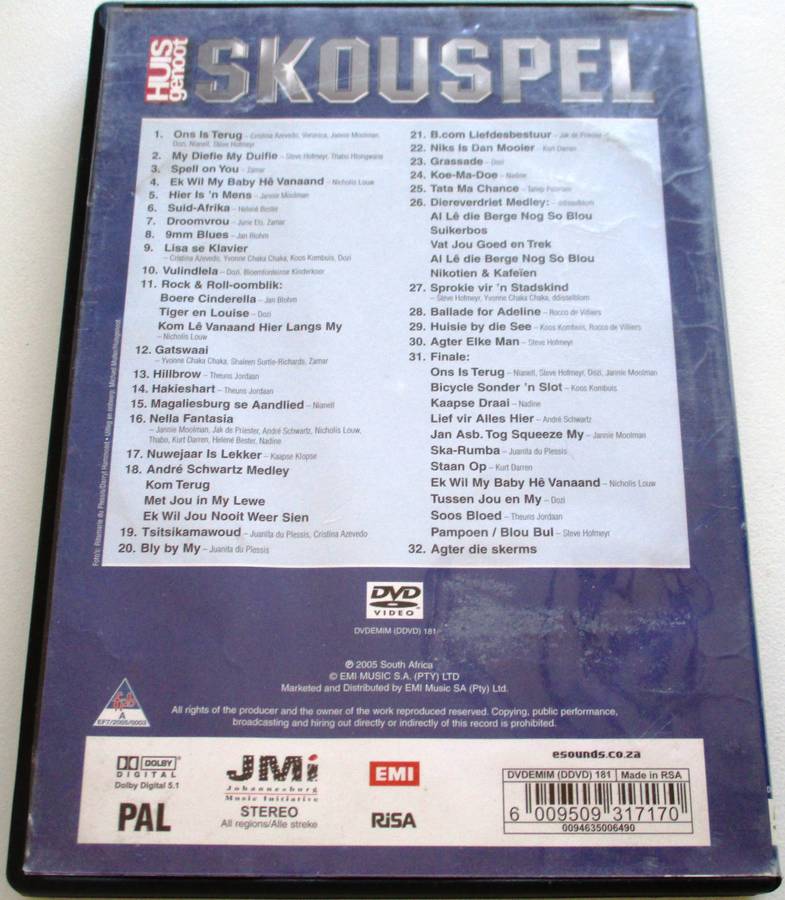 HUIS genoot SKOUSPEL
1. Ons Is Terug – Cristina Azevedo, Veronica, Jannie Moolman,
Dozi, Nianell, Steve Hofmeyr
2. My Diefie My Duifie – Steve Hofmeyr, Thabo Hlongwane
3. Spell on You – Zamar
4. Ek Wil My Baby Hê Vanaand – Nicholis Louw
5. Hier Is 'n Mens – Jannie Moolman
6. Suid-Afrika – Helené Bester
7. Droomvrou – June Els, Zamar
8. 9mm Blues – Jan Blohm
9. Lisa se Klavier
– Cristina Azevedo, Yvonne Chaka Chaka, Koos Kombuis, Dozi
10. Vulindlela – Dozi, Bloemfonteinse Kinderkoor
11. Rock & Roll-oomblik:
Boere Cinderella – Jan Blohm
Tiger en Louise – Dozi
Kom Lê Vanaand Hier Langs My
– Nicholis Louw
12. Gatswaai
– Yvonne Chaka Chaka, Shaleen Surtie-Richards, Zamar
13. Hillbrow – Theuns Jordaan
14. Hakieshart – Theuns Jordaan
15. Magaliesburg se Aandlied – Nianell
16. Nella Fantasia
– Jannie Moolman, Jak de Priester, André Schwartz, Nicholis Louw,
Thabo, Kurt Darren, Helené Bester, Nadine
17. Nuwejaar Is Lekker – Kaapse Klopse
18. André Schwartz Medley
Kom Terug
Met Jou in My Lewe
Ek Wil Jou Nooit Weer Sien
19. Tsitsikamawoud – Juanita du Plessis, Cristina Azevedo
20. Bly by My – Juanita du Plessis
21. B.com Liefdesbestuur – Jak de Priester
22. Niks Is Dan Mooier – Kurt Darren
23. Grassade – Dozi
24. Koe-Ma-Doe – Nadine
25. Tata Ma Chance – Tanep Petersen
26. Diereverdriet Medley: – ddisselblom
Al Lê die Berge Nog So Blou
Suikerbos
Vat Jou Goed en Trek
Al Lê die Berge Nog So Blou
Nikotien & Kafeïen
27. Sprokie vir 'n Stadskind
– Steve Hofmeyr, Yvonne Chaka Chaka, ddisselblom
28. Ballade for Adeline – Rocco de Villiers
29. Huisie by die See – Koos Kombuis, Rocco de Villiers
30. Agter Elke Man – Steve Hofmeyr
31. Finale:
Ons Is Terug – Nianell, Steve Hofmeyr, Dozi, Jannie Moolman
Bicycle Sonder 'n Slot – Koos Kombuis
Kaapse Draai – Nadine
Lief vir Alles Hier – André Schwartz
Jan Asb. Tog Squeeze My – Jannie Moolman
Ska-Rumba – Juanita du Plessis
Staan Op – Kurt Darren
Ek Wil My Baby Hê Vanaand – Nicholis Louw
Tussen Jou en My – Dozi
Soos Bloed – Theuns Jordaan
Pampoen / Blou Bul – Steve Hofmeyr
32. Agter die skerms
DVD
VIDEO
DVDEMIM (DDVD) 181
℗ 2005 South Africa
© EMI MUSIC S.A. (PTY) LTD
Marketed and Distributed by EMI Music SA (Pty) Ltd.
All rights of the producer and the owner of the work reproduced reserved. Copying, public performance,
broadcasting and hiring out directly or indirectly of this record is prohibited.
A
EFT/2005/0003
DOLBY
DIGITAL
Dolby Digital 5.1
PAL
JMi
Johannesburg
Music Initiative
STEREO
All regions/Alle streke
EMI
RiSA
esounds.co.za
DVDEMIM (DDVD) 181 Made in RSA
6 009509 317170
0094635006490